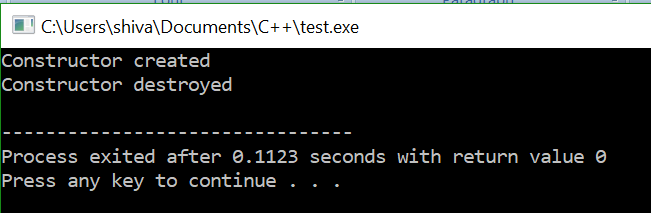 C:\Users\shiva\Documents\C++\test.exe
Constructor created
Constructor destroyed
--------------------------------
Process exited after 0.1123 seconds with return value 0
Press any key to continue . . .